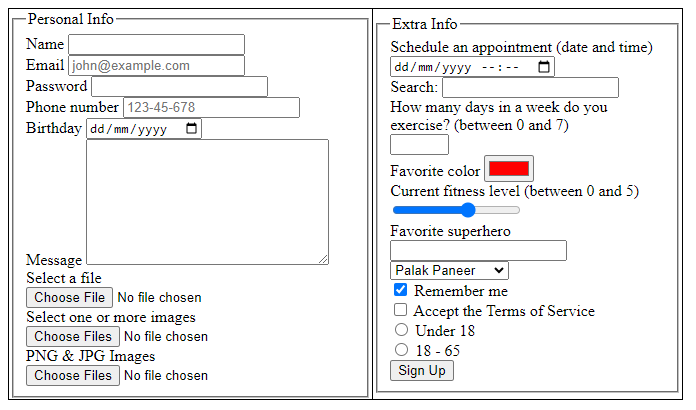 Personal Info
Name
Email john@example.com
Password
Phone number 123-45-678
Birthday dd/mm/yyyy
Message
Select a file
Choose File No file chosen
Select one or more images
Choose Files No file chosen
PNG & JPG Images
Choose Files No file chosen
Extra Info
Schedule an appointment (date and time)
dd/mm/yyyy --:--
Search:
How many days in a week do you
exercise? (between 0 and 7)
Favorite color
Current fitness level (between 0 and 5)
Favorite superhero
Palak Paneer
Remember me
Accept the Terms of Service
Under 18
18 - 65
Sign Up